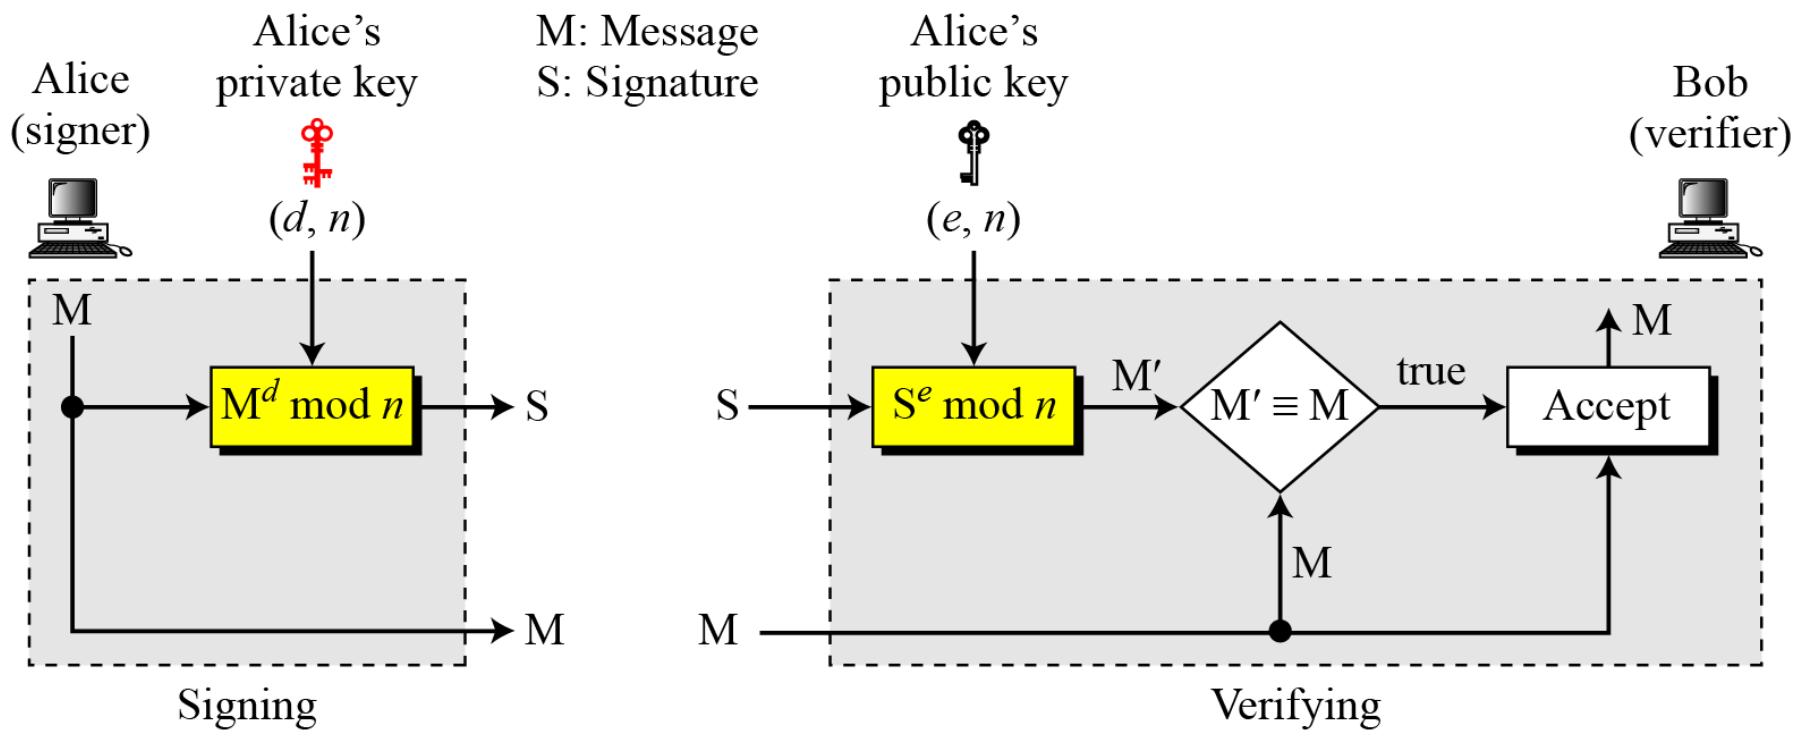 Alice
(signer)
Alice’s
private key
(d, n)
M: Message
S: Signature
Alice’s
public key
(e, n)
Bob
(verifier)
M
Mᵈ mod n
S
M
Signing
S
Sᵉ mod n
M′
M′ ≡ M
true
Accept
M
M
M
Verifying